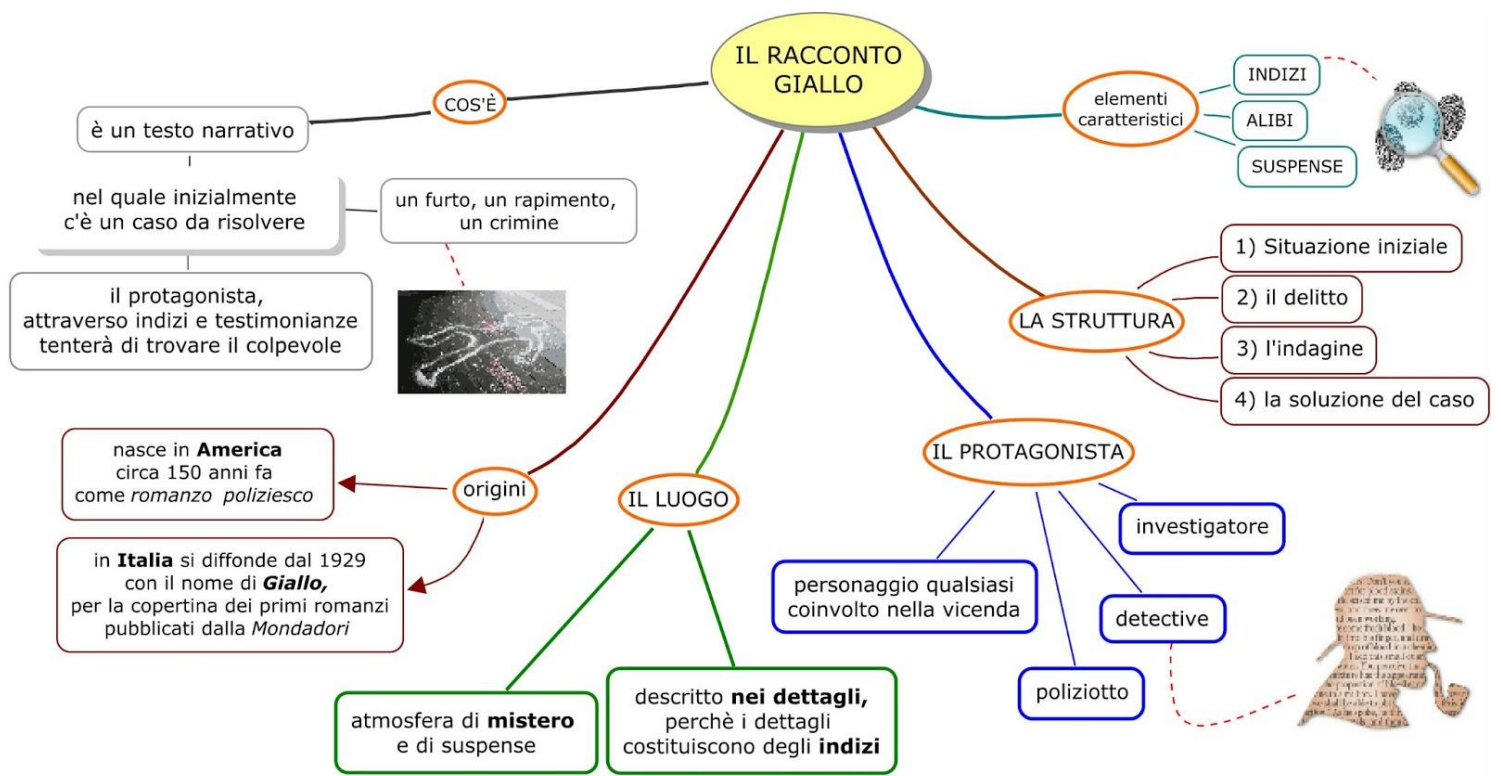 IL RACCONTO
GIALLO
COS'È
è un testo narrativo
nel quale inizialmente
c'è un caso da risolvere
un furto, un rapimento,
un crimine
il protagonista,
attraverso indizi e testimonianze
tenterà di trovare il colpevole
elementi
caratteristici
INDIZI
ALIBI
SUSPENSE
LA STRUTTURA
1) Situazione iniziale
2) il delitto
3) l'indagine
4) la soluzione del caso
origini
nasce in America
circa 150 anni fa
come romanzo poliziesco
in Italia si diffonde dal 1929
con il nome di Giallo,
per la copertina dei primi romanzi
pubblicati dalla Mondadori
IL LUOGO
atmosfera di mistero
e di suspense
descritto nei dettagli,
perchè i dettagli
costituiscono degli indizi
IL PROTAGONISTA
personaggio qualsiasi
coinvolto nella vicenda
poliziotto
detective
investigatore